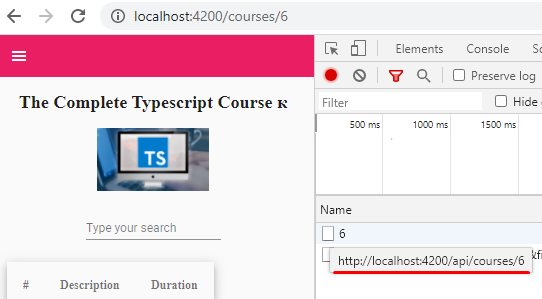 localhost:4200/courses/6
Elements Console S
Preserve log
The Complete Typescript Course к
Filter
Hide
TS
500 ms 1000 ms 1500 ms
Type your search
Name
6
http://localhost:4200/api/courses/6
&fi
# Description Duration